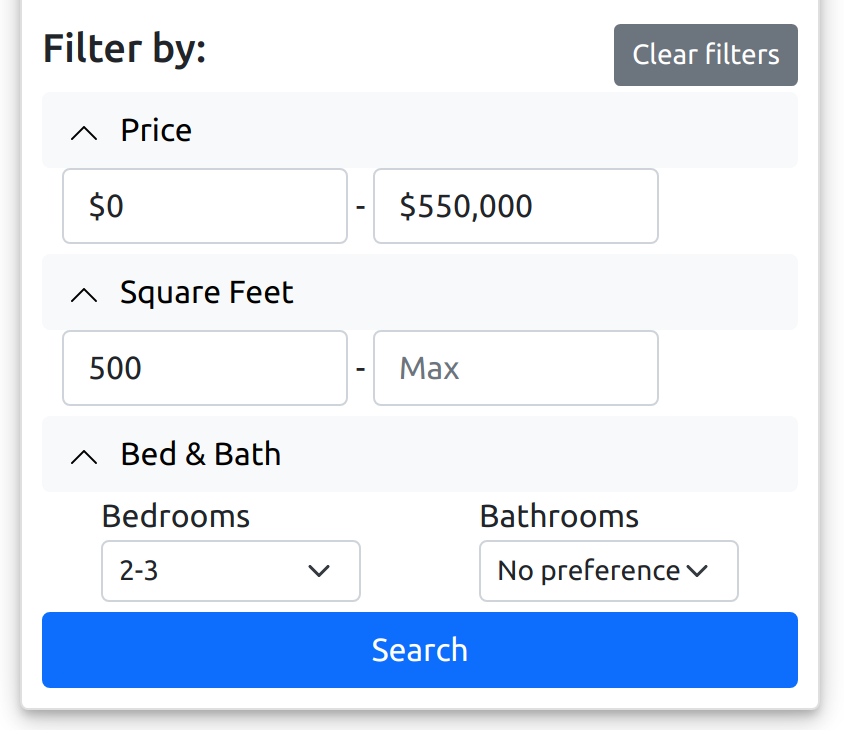 Filter by:
Clear filters
Price
$0 - $550,000
Square Feet
500 - Max
Bed & Bath
Bedrooms Bathrooms
2-3 No preference
Search